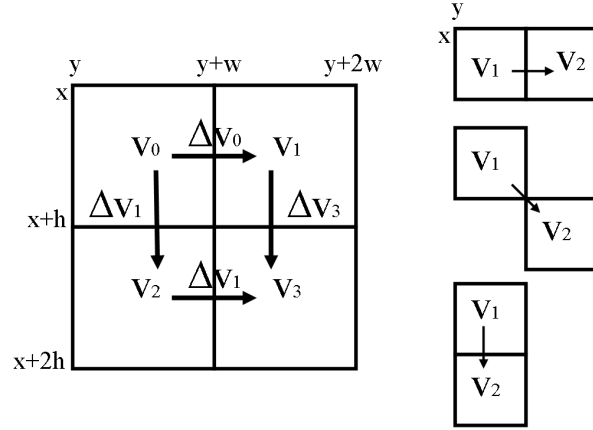 y y+w y+2w
x
V0 ΔV0 V1
ΔV1 ΔV3
x+h
V2 ΔV1 V3
x+2h
y
x
V1 V2
V1
V2
V1
V2